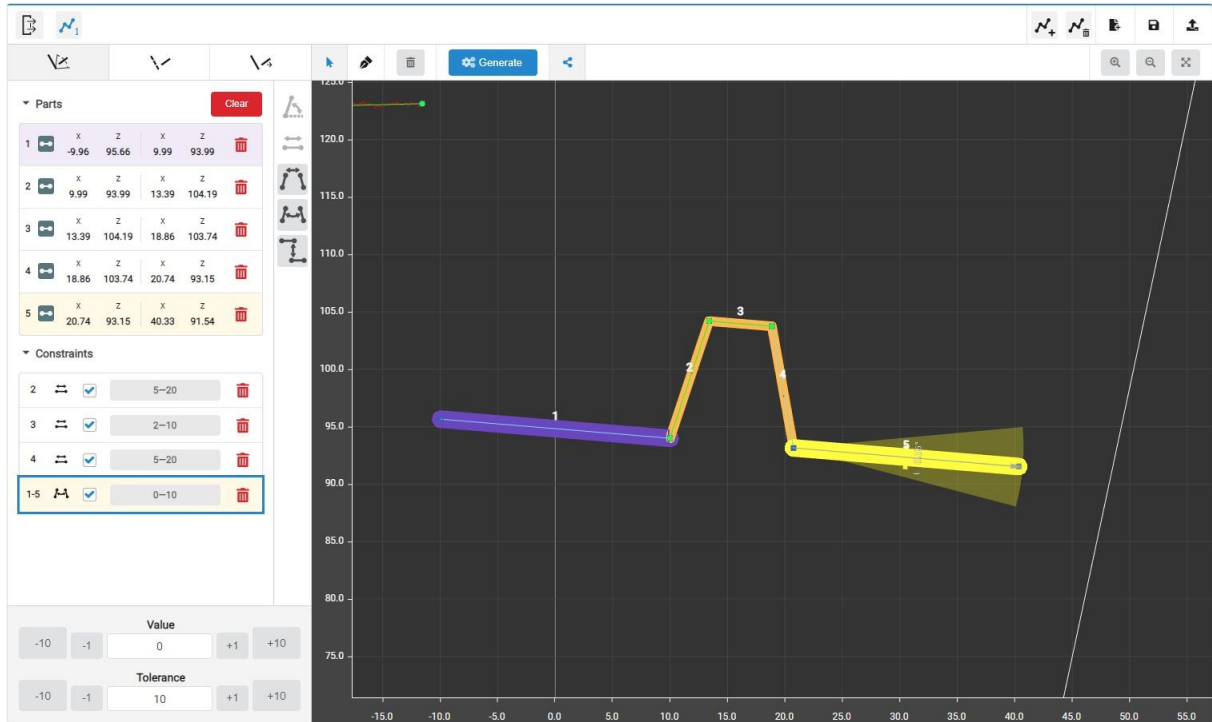 1
Generate
Parts
Clear
1 X Z X Z
-9.96 95.66 9.99 93.99
2 X Z X Z
9.99 93.99 13.39 104.19
3 X Z X Z
13.39 104.19 18.86 103.74
4 X Z X Z
18.86 103.74 20.74 93.15
5 X Z X Z
20.74 93.15 40.33 91.54
Constraints
2 5—20
3 2—10
4 5—20
1-5 0—10
Value
-10 -1 0 +1 +10
Tolerance
-10 -1 10 +1 +10
125.0
120.0
115.0
110.0
105.0
100.0
95.0
90.0
85.0
80.0
75.0
1
2
3
4
5
-15.0 -10.0 -5.0 0.0 5.0 10.0 15.0 20.0 25.0 30.0 35.0 40.0 45.0 50.0 55.0